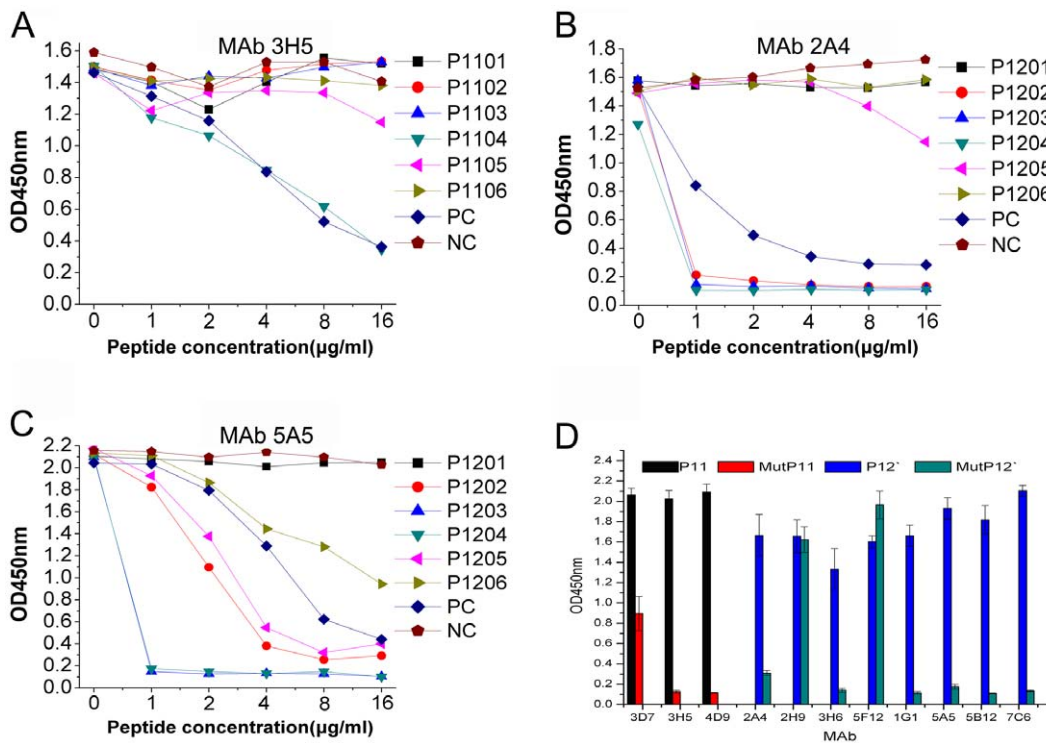 A
MAb 3H5
OD450nm
1.6
1.4
1.2
1.0
0.8
0.6
0.4
0.2
0.0
0 1 2 4 8 16
Peptide concentration(µg/ml)
P1101
P1102
P1103
P1104
P1105
P1106
PC
NC
B
MAb 2A4
OD450nm
1.8
1.6
1.4
1.2
1.0
0.8
0.6
0.4
0.2
0.0
0 1 2 4 8 16
Peptide concentration(µg/ml)
P1201
P1202
P1203
P1204
P1205
P1206
PC
NC
C
MAb 5A5
OD450nm
2.2
2.0
1.8
1.6
1.4
1.2
1.0
0.8
0.6
0.4
0.2
0.0
0 1 2 4 8 16
Peptide concentration(µg/ml)
P1201
P1202
P1203
P1204
P1205
P1206
PC
NC
D
P11 MutP11 P12` MutP12`
OD450nm
2.4
2.2
2.0
1.8
1.6
1.4
1.2
1.0
0.8
0.6
0.4
0.2
0.0
3D7 3H5 4D9 2A4 2H9 3H6 5F12 1G1 5A5 5B12 7C6
MAb